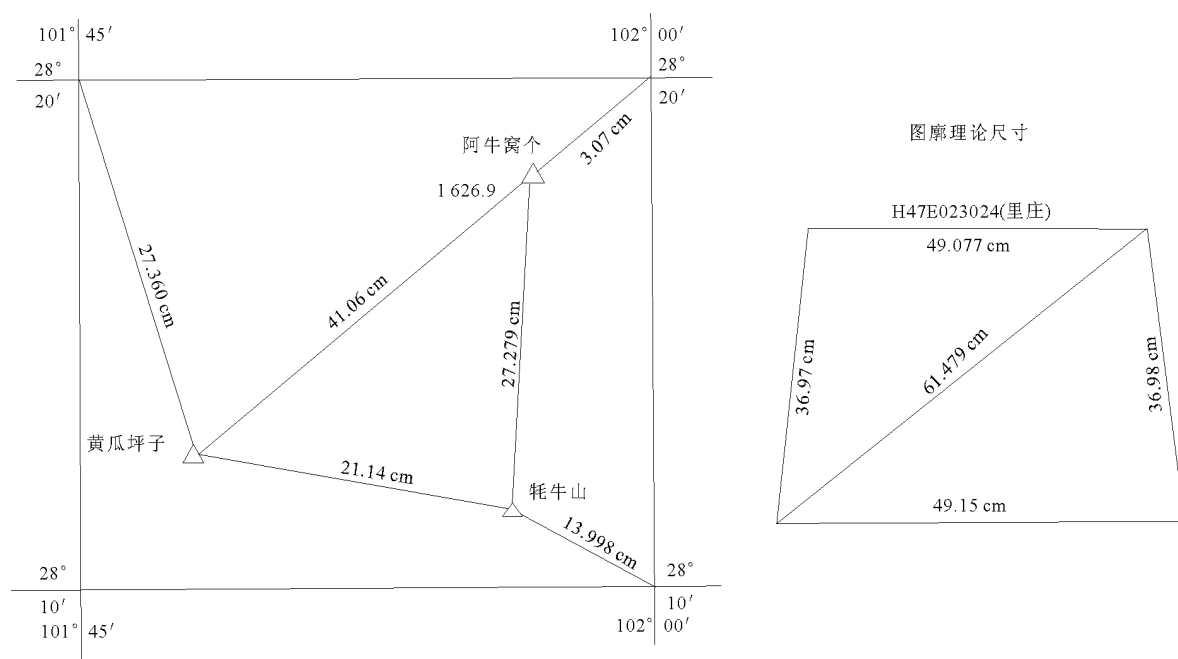 101° 45′
102° 00′
28°
20′
28°
20′
阿牛窝个
1 626.9
3.07 cm
27.360 cm
41.06 cm
27.279 cm
黄瓜坪子
21.14 cm
牦牛山
13.998 cm
28°
10′
101° 45′
28°
10′
102° 00′
图廓理论尺寸
H47E023024(里庄)
49.077 cm
36.97 cm
61.479 cm
36.98 cm
49.15 cm